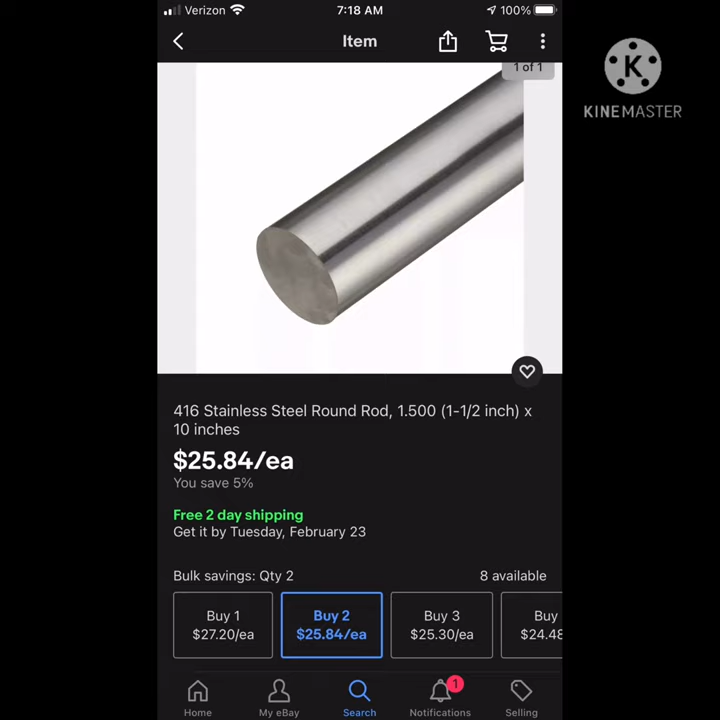 Verizon 7:18 AM 100%
Item
1 of 1
K
KINEMASTER
416 Stainless Steel Round Rod, 1.500 (1-1/2 inch) x
10 inches
$25.84/ea
You save 5%
Free 2 day shipping
Get it by Tuesday, February 23
Bulk savings: Qty 2 8 available
Buy 1 Buy 2 Buy 3 Buy
$27.20/ea $25.84/ea $25.30/ea $24.48
1
Home My eBay Search Notifications Selling